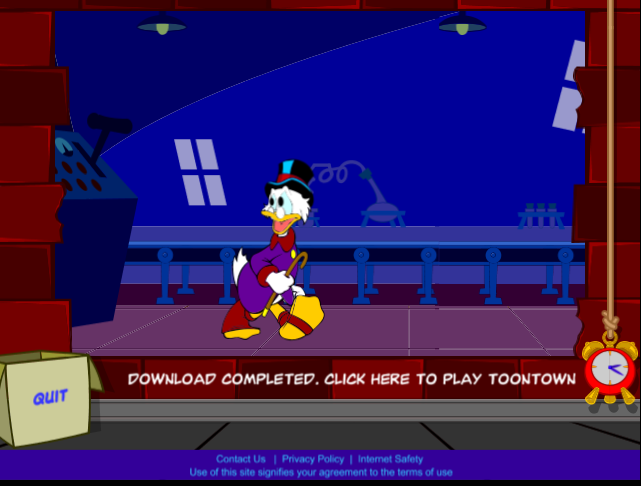 QUIT
DOWNLOAD COMPLETED. CLICK HERE TO PLAY TOONTOWN
Contact Us | Privacy Policy | Internet Safety
Use of this site signifies your agreement to the terms of use